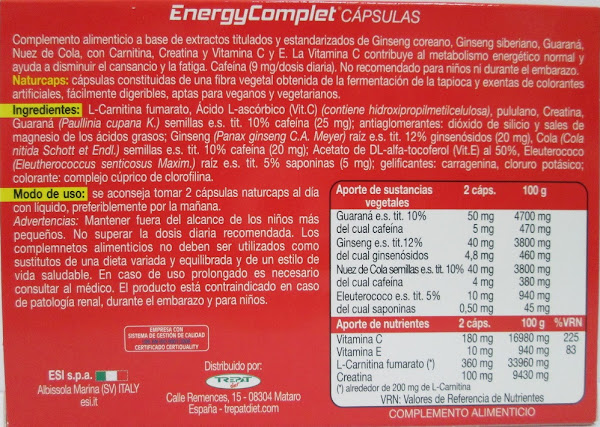 EnergyComplet® CÁPSULAS
Complemento alimenticio a base de extractos titulados y estandarizados de Ginseng coreano, Ginseng siberiano, Guaraná,
Nuez de Cola, con Carnitina, Creatina y Vitamina C y E. La Vitamina C contribuye al metabolismo energético normal y
ayuda a disminuir el cansancio y la fatiga. Cafeína (9 mg/dosis diaria). No recomendado para niños ni durante el embarazo.
Naturcaps: cápsulas constituidas de una fibra vegetal obtenida de la fermentación de la tapioca y exentas de colorantes
artificiales, fácilmente digeribles, aptas para veganos y vegetarianos.
Ingredientes: L-Carnitina fumarato, Ácido L-ascórbico (Vit.C) (contiene hidroxipropilmetilcelulosa), pululano, Creatina,
Guaraná (Paullinia cupana K.) semillas e.s. tit. 10% cafeína (25 mg); antiaglomerantes: dióxido de silicio y sales de
magnesio de los ácidos grasos; Ginseng (Panax ginseng C.A. Meyer) raíz e.s. tit. 12% ginsenósidos (20 mg), Cola (Cola
nitida Schott et Endl.) semillas e.s. tit. 10% cafeína (20 mg); Acetato de DL-alfa-tocoferol (Vit.E) al 50%, Eleuterococo
(Eleutherococcus senticosus Maxim.) raíz e.s. tit. 5% saponinas (5 mg); gelificantes: carragenina, cloruro potásico;
colorante: complejo cúprico de clorofilina.
Modo de uso: se aconseja tomar 2 cápsulas naturcaps al día
con líquido, preferiblemente por la mañana.
Advertencias: Mantener fuera del alcance de los niños más
pequeños. No superar la dosis diaria recomendada. Los
complemnetos alimenticios no deben ser utilizados como
sustitutos de una dieta variada y equilibrada y de un estilo de
vida saludable. En caso de uso prolongado es necesario
consultar al médico. El producto está contraindicado en caso
de patología renal, durante el embarazo y para niños.
EMPRESA CON
SISTEMA DE GESTIÓN DE CALIDAD
CERTIFICADO CERTIQUALITY
ESI s.p.a.
Albissola Marina (SV) ITALY
esi.it
Distribuido por:
TREPAT
diet
Calle Remences, 15 - 08304 Mataro
España - trepatdiet.com
Aporte de sustancias vegetales 2 cáps. 100 g
Guaraná e.s. tit. 10% 50 mg 4700 mg
del cual cafeína 5 mg 470 mg
Ginseng e.s. tit.12% 40 mg 3800 mg
del cual ginsenósidos 4,8 mg 460 mg
Nuez de Cola semillas e.s. tit. 10% 40 mg 3800 mg
del cual cafeína 4 mg 380 mg
Eleuterococo e.s. tit. 5% 10 mg 940 mg
del cual saponinas 0,50 mg 45 mg
Aporte de nutrientes 2 cáps. 100 g %VRN
Vitamina C 180 mg 16980 mg 225
Vitamina E 10 mg 940 mg 83
L-Carnitina fumarato (*) 360 mg 33960 mg
Creatina 100 mg 9430 mg
(*) alrededor de 200 mg de L-Carnitina
VRN: Valores de Referencia de Nutrientes
COMPLEMENTO ALIMENTICIO